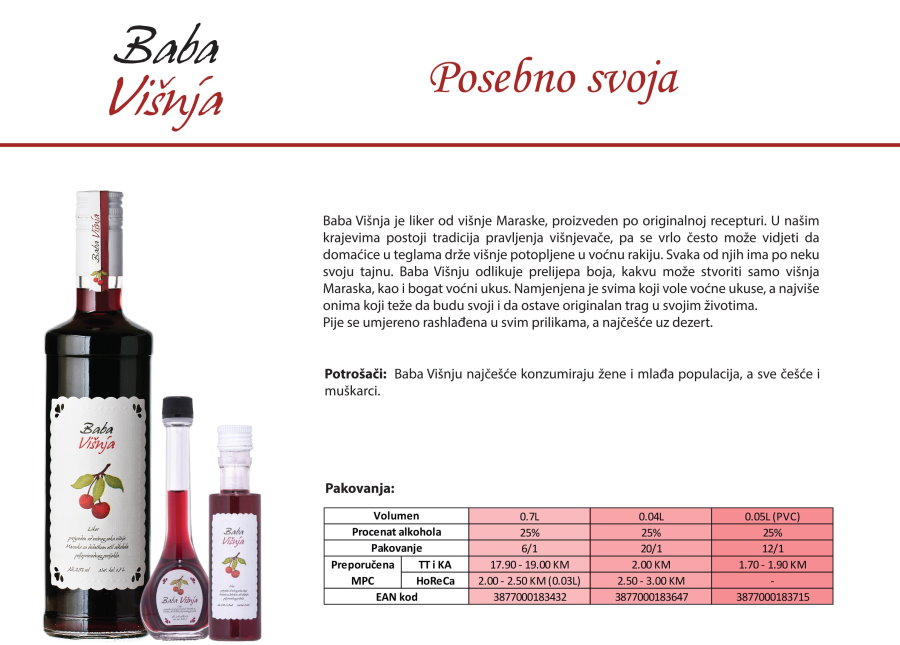 Baba
Višnja
Posebno svoja
Baba Višnja je liker od višnje Maraske, proizveden po originalnoj recepturi. U našim
krajevima postoji tradicija pravljenja višnjevače, pa se vrlo često može vidjeti da
domaćice u teglama drže višnje potopljene u voćnu rakiju. Svaka od njih ima po neku
svoju tajnu. Baba Višnju odlikuje prelijepa boja, kakvu može stvoriti samo višnja
Maraska, kao i bogat voćni ukus. Namjenjena je svima koji vole voćne ukuse, a najviše
onima koji teže da budu svoji i da ostave originalan trag u svojim životima.
Pije se umjereno rashlađena u svim prilikama, a najčešće uz dezert.
Potrošači: Baba Višnju najčešće konzumiraju žene i mlađa populacija, a sve češće i
muškarci.
Pakovanja:
Volumen 0.7L 0.04L 0.05L (PVC)
Procenat alkohola 25% 25% 25%
Pakovanje 6/1 20/1 12/1
Preporučena MPC TT i KA 17.90 - 19.00 KM 2.00 KM 1.70 - 1.90 KM
HoReCa 2.00 - 2.50 KM (0.03L) 2.50 - 3.00 KM -
EAN kod 3877000183432 3877000183647 3877000183715
Baba Višnja
Baba
Višnja
Liker
Baba Višnja
Baba
Višnja